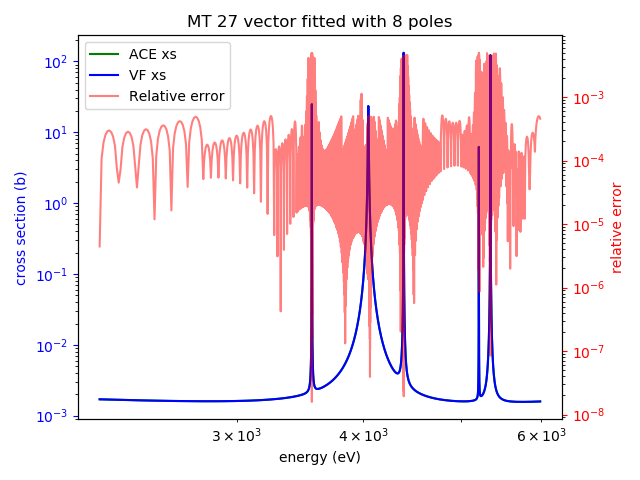 MT 27 vector fitted with 8 poles
ACE xs
VF xs
Relative error
cross section (b)
10²
10¹
10⁰
10⁻¹
10⁻²
10⁻³
relative error
10⁻³
10⁻⁴
10⁻⁵
10⁻⁶
10⁻⁷
10⁻⁸
3 × 10³
4 × 10³
6 × 10³
energy (eV)